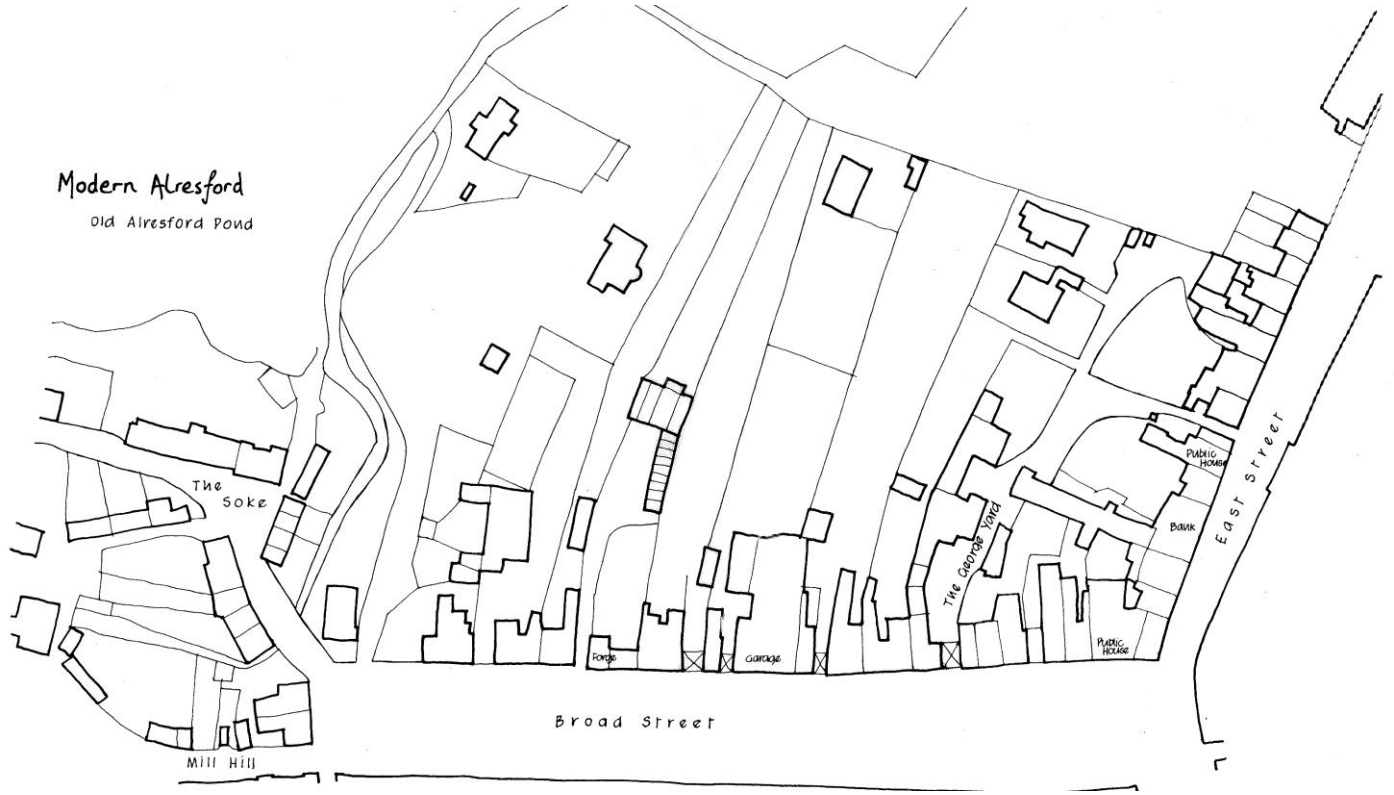 Modern Alresford
Old Alresford Pond
The
Soke
Mill Hill
Broad Street
Forge
Garage
The George Yard
Public
House
Public
House
Bank
East Street